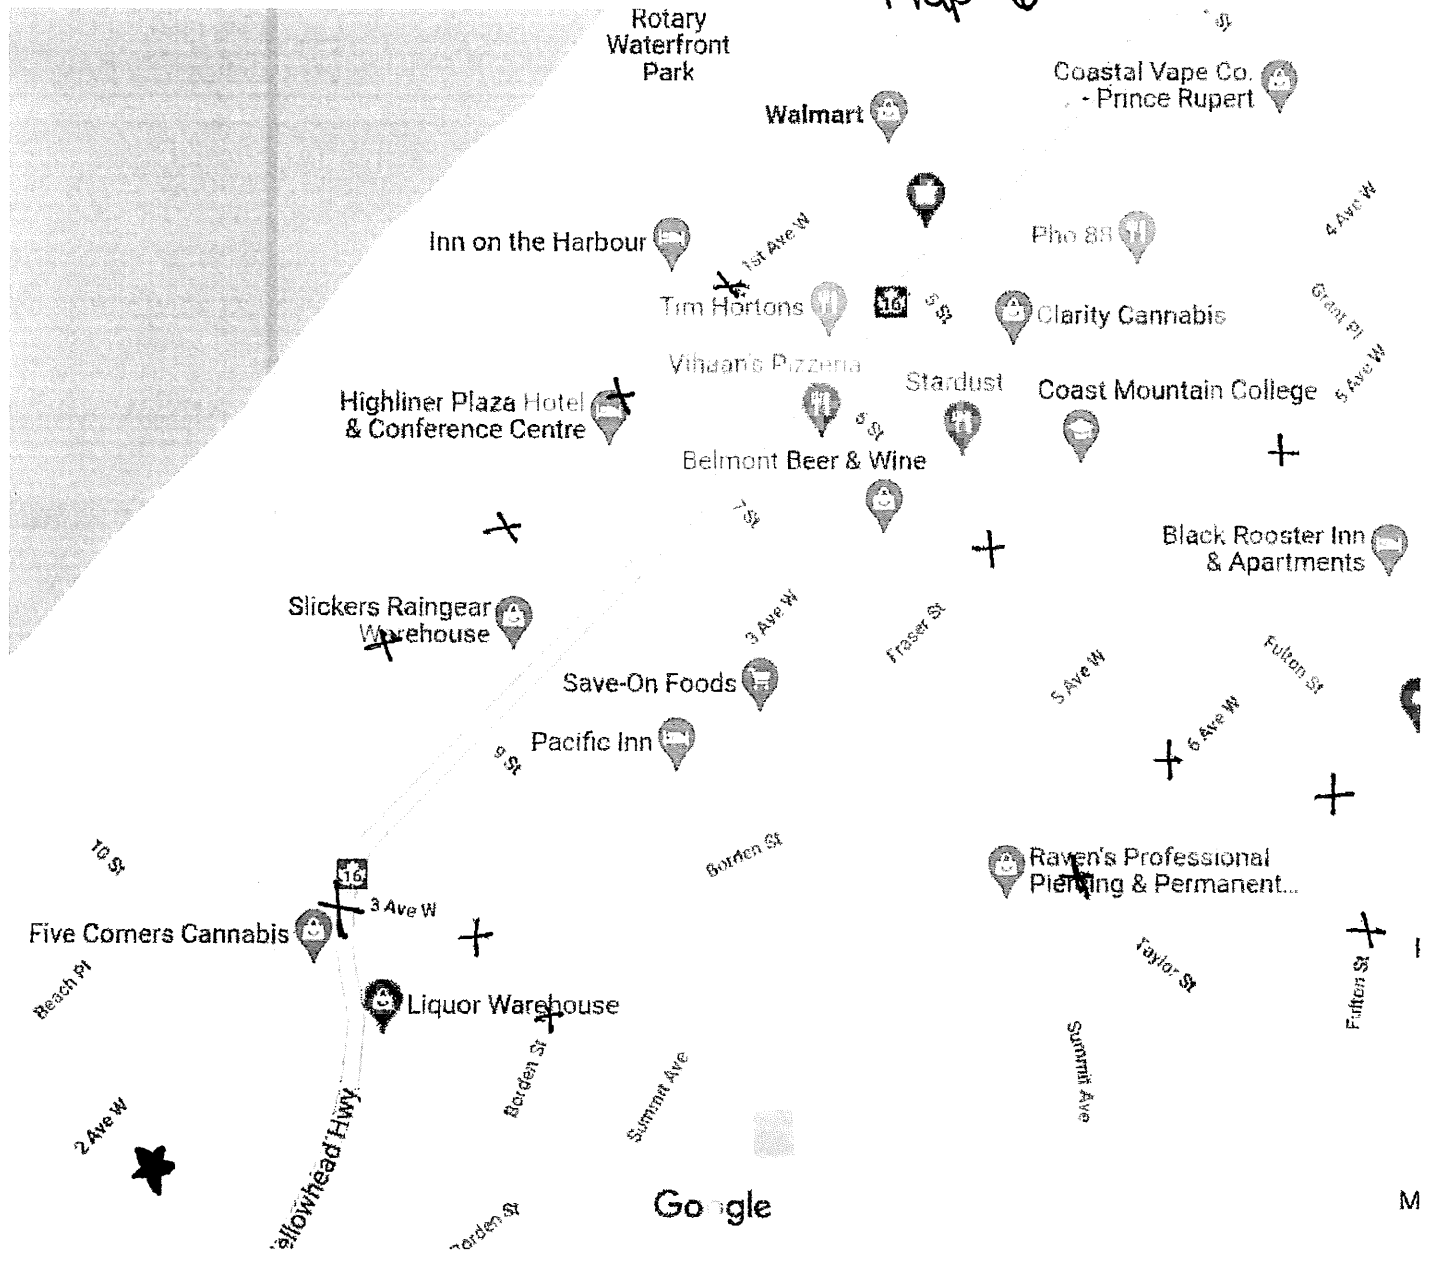 Map 6
Rotary
Waterfront
Park
St
Coastal Vape Co.
- Prince Rupert
Walmart
4 Ave W
Inn on the Harbour
1st Ave W
Pho 88
Tim Hortons
16
5 St
Clarity Cannabis
Grant Pl
Vihaan's Pizzeria
Stardust
Coast Mountain College
5 Ave W
Highliner Plaza Hotel
& Conference Centre
6 St
Belmont Beer & Wine
7 St
Black Rooster Inn
& Apartments
Slickers Raingear
Warehouse
3 Ave W
Fraser St
Fulton St
Save-On Foods
5 Ave W
6 Ave W
Pacific Inn
9 St
10 St
Borden St
Raven's Professional
Piercing & Permanent...
16
3 Ave W
Five Corners Cannabis
Taylor St
Beach Pl
Fulton St
Liquor Warehouse
Borden St
Summit Ave
Summit Ave
2 Ave W
ellowhead Hwy
Google
M
Borden St